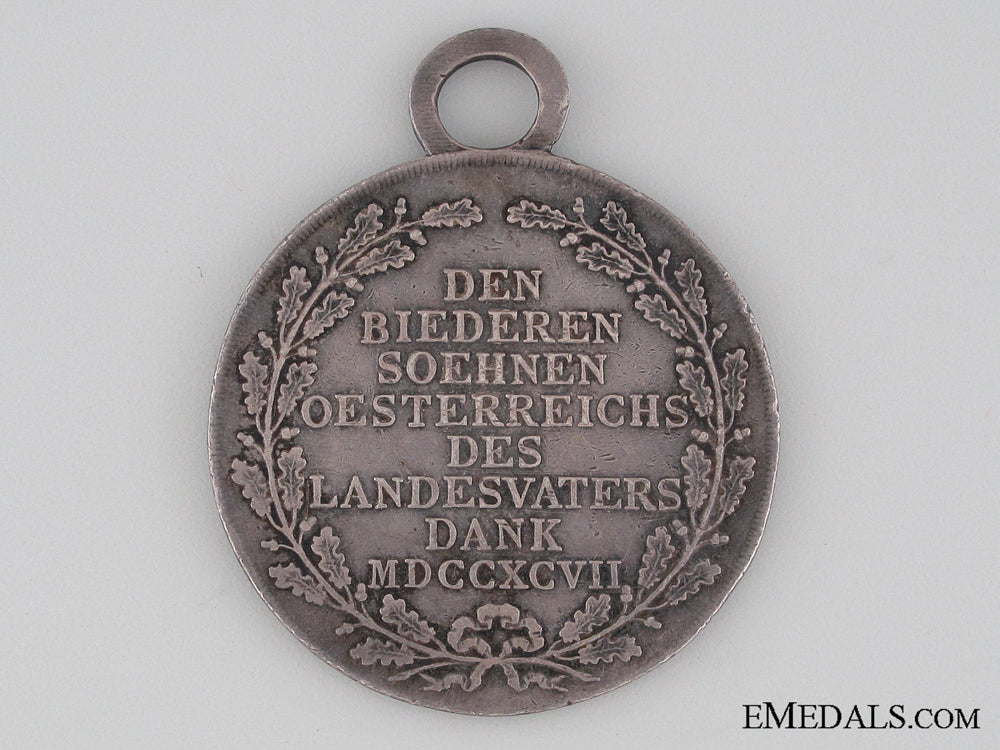 DEN
BIEDEREN
SOEHNEN
OESTERREICHS
DES
LANDESVATERS
DANK
MDCCXCVII
EMEDALS.COM